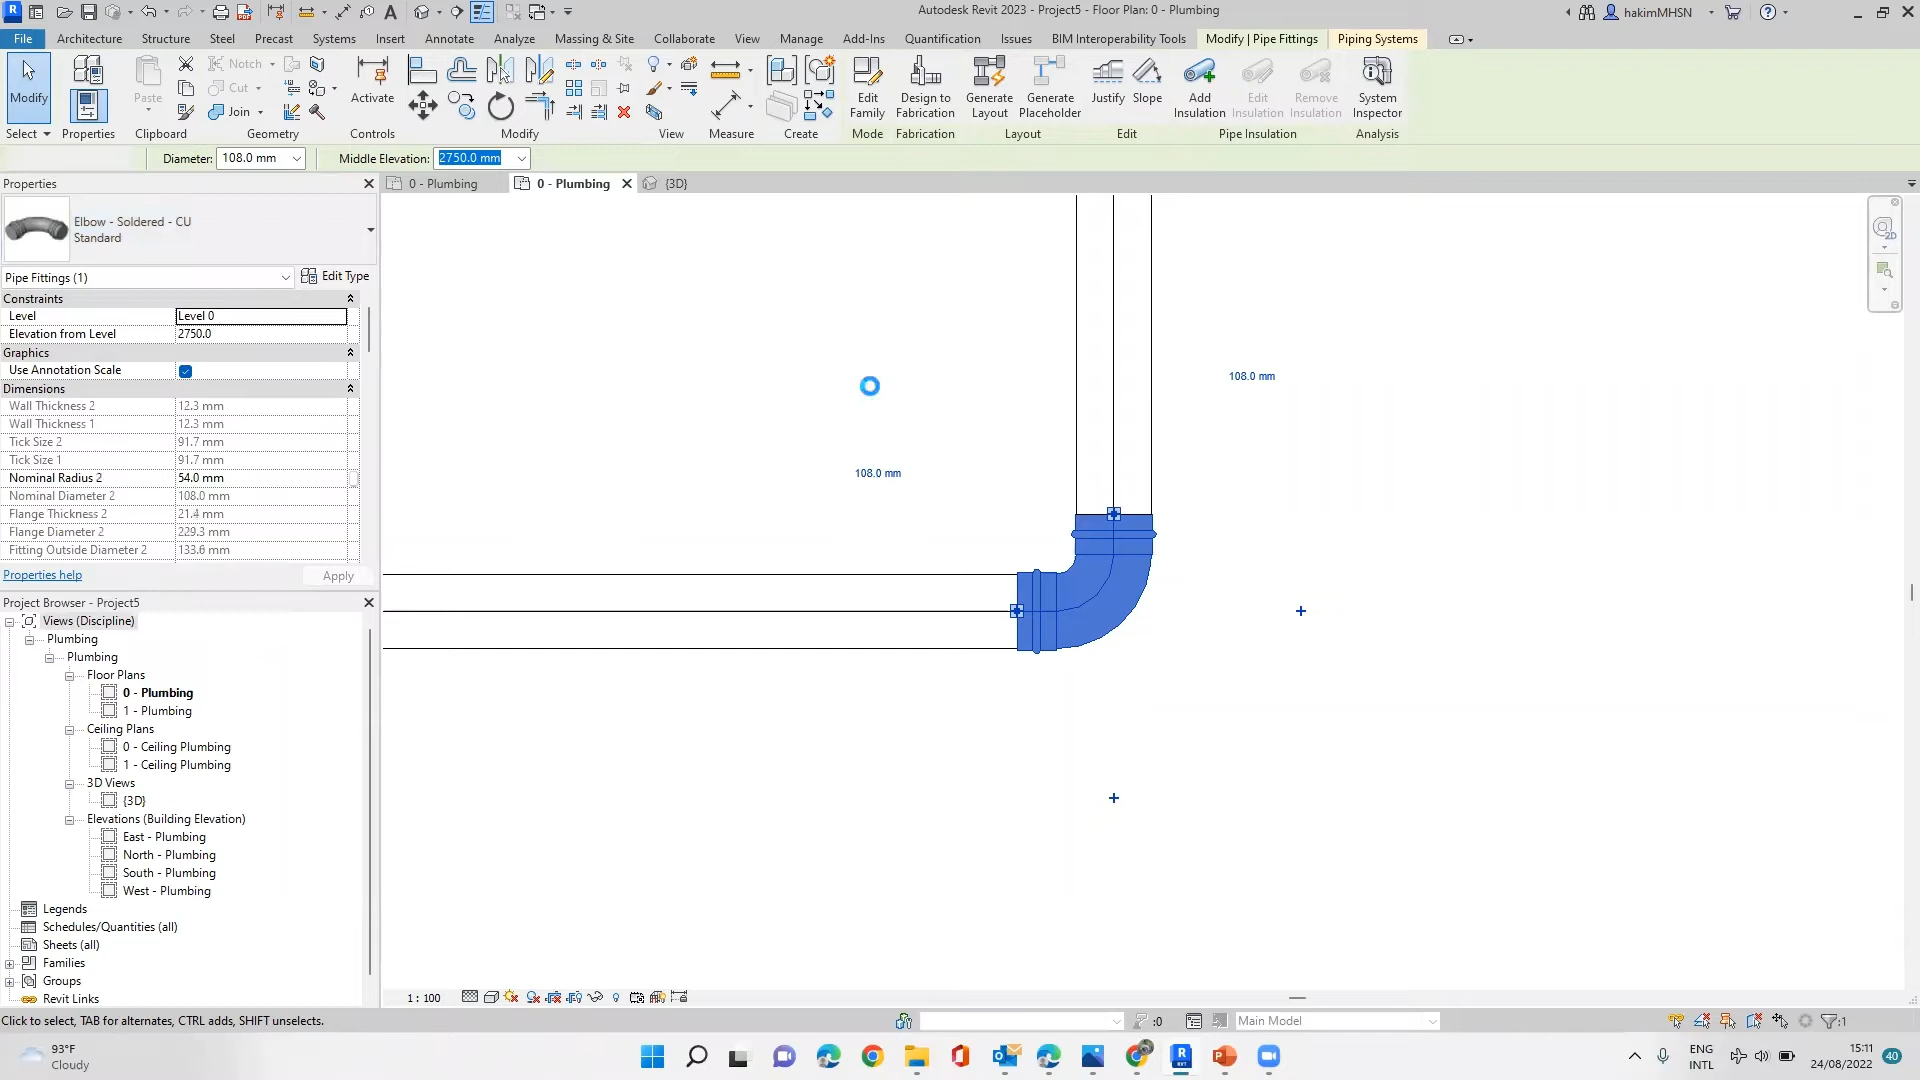 Autodesk Revit 2023 - Project5 - Floor Plan: 0 - Plumbing
hakimMHSN
File Architecture Structure Steel Precast Systems Insert Annotate Analyze Massing & Site Collaborate View Manage Add-Ins Quantification Issues BIM Interoperability Tools Modify | Pipe Fittings Piping Systems
Modify
Paste
Notch
Cut
Join
Activate
Edit Family
Design to Fabrication
Generate Layout
Generate Placeholder
Justify
Slope
Add Insulation
Edit Insulation
Remove Insulation
System Inspector
Select Properties Clipboard Geometry Controls Modify View Measure Create Mode Fabrication Layout Edit Pipe Insulation Analysis
Diameter: 108.0 mm Middle Elevation: 2750.0 mm
Properties
0 - Plumbing 0 - Plumbing {3D}
Elbow - Soldered - CU
Standard
Pipe Fittings (1) Edit Type
Constraints
Level Level 0
Elevation from Level 2750.0
Graphics
Use Annotation Scale
Dimensions
Wall Thickness 2 12.3 mm
Wall Thickness 1 12.3 mm
Tick Size 2 91.7 mm
Tick Size 1 91.7 mm
Nominal Radius 2 54.0 mm
Nominal Diameter 2 108.0 mm
Flange Thickness 2 21.4 mm
Flange Diameter 2 229.3 mm
Fitting Outside Diameter 2 133.6 mm
Properties help Apply
108.0 mm
108.0 mm
2D
Project Browser - Project5
Views (Discipline)
Plumbing
Plumbing
Floor Plans
0 - Plumbing
1 - Plumbing
Ceiling Plans
0 - Ceiling Plumbing
1 - Ceiling Plumbing
3D Views
{3D}
Elevations (Building Elevation)
East - Plumbing
North - Plumbing
South - Plumbing
West - Plumbing
Legends
Schedules/Quantities (all)
Sheets (all)
Families
Groups
Revit Links
1 : 100
Click to select, TAB for alternates, CTRL adds, SHIFT unselects.
:0
Main Model
:1
93°F
Cloudy
ENG
INTL
15:11
24/08/2022
40